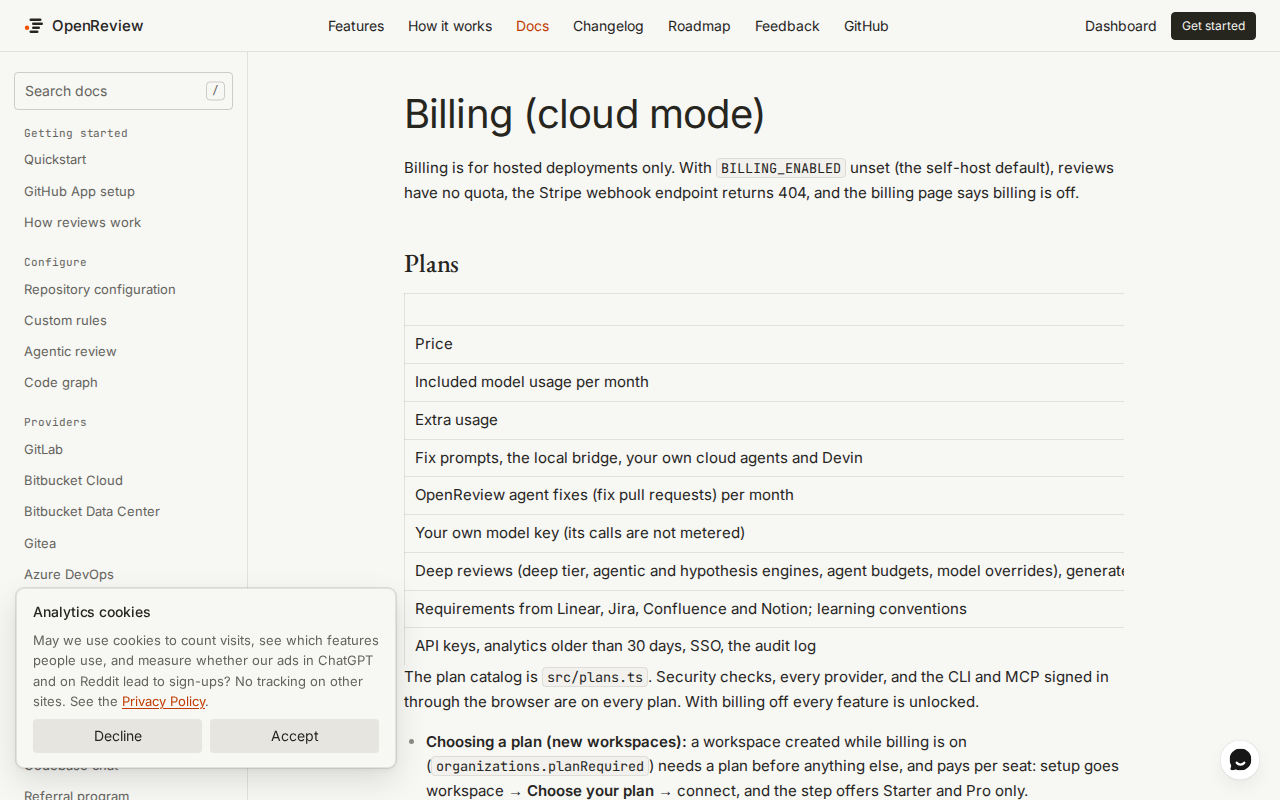 OpenReview
Features
How it works
Docs
Changelog
Roadmap
Feedback
GitHub
Dashboard
Get started
Search docs
/
Getting started
Quickstart
GitHub App setup
How reviews work
Configure
Repository configuration
Custom rules
Agentic review
Code graph
Providers
GitLab
Bitbucket Cloud
Bitbucket Data Center
Gitea
Azure DevOps
Referral program
Analytics cookies
May we use cookies to count visits, see which features
people use, and measure whether our ads in ChatGPT
and on Reddit lead to sign-ups? No tracking on other
sites. See the Privacy Policy.
Decline
Accept
Billing (cloud mode)
Billing is for hosted deployments only. With BILLING_ENABLED unset (the self-host default), reviews
have no quota, the Stripe webhook endpoint returns 404, and the billing page says billing is off.
Plans
Price
Included model usage per month
Extra usage
Fix prompts, the local bridge, your own cloud agents and Devin
OpenReview agent fixes (fix pull requests) per month
Your own model key (its calls are not metered)
Deep reviews (deep tier, agentic and hypothesis engines, agent budgets, model overrides), generate
Requirements from Linear, Jira, Confluence and Notion; learning conventions
API keys, analytics older than 30 days, SSO, the audit log
The plan catalog is src/plans.ts. Security checks, every provider, and the CLI and MCP signed in
through the browser are on every plan. With billing off every feature is unlocked.
• Choosing a plan (new workspaces): a workspace created while billing is on
(organizations.planRequired) needs a plan before anything else, and pays per seat: setup goes
workspace → Choose your plan → connect, and the step offers Starter and Pro only.